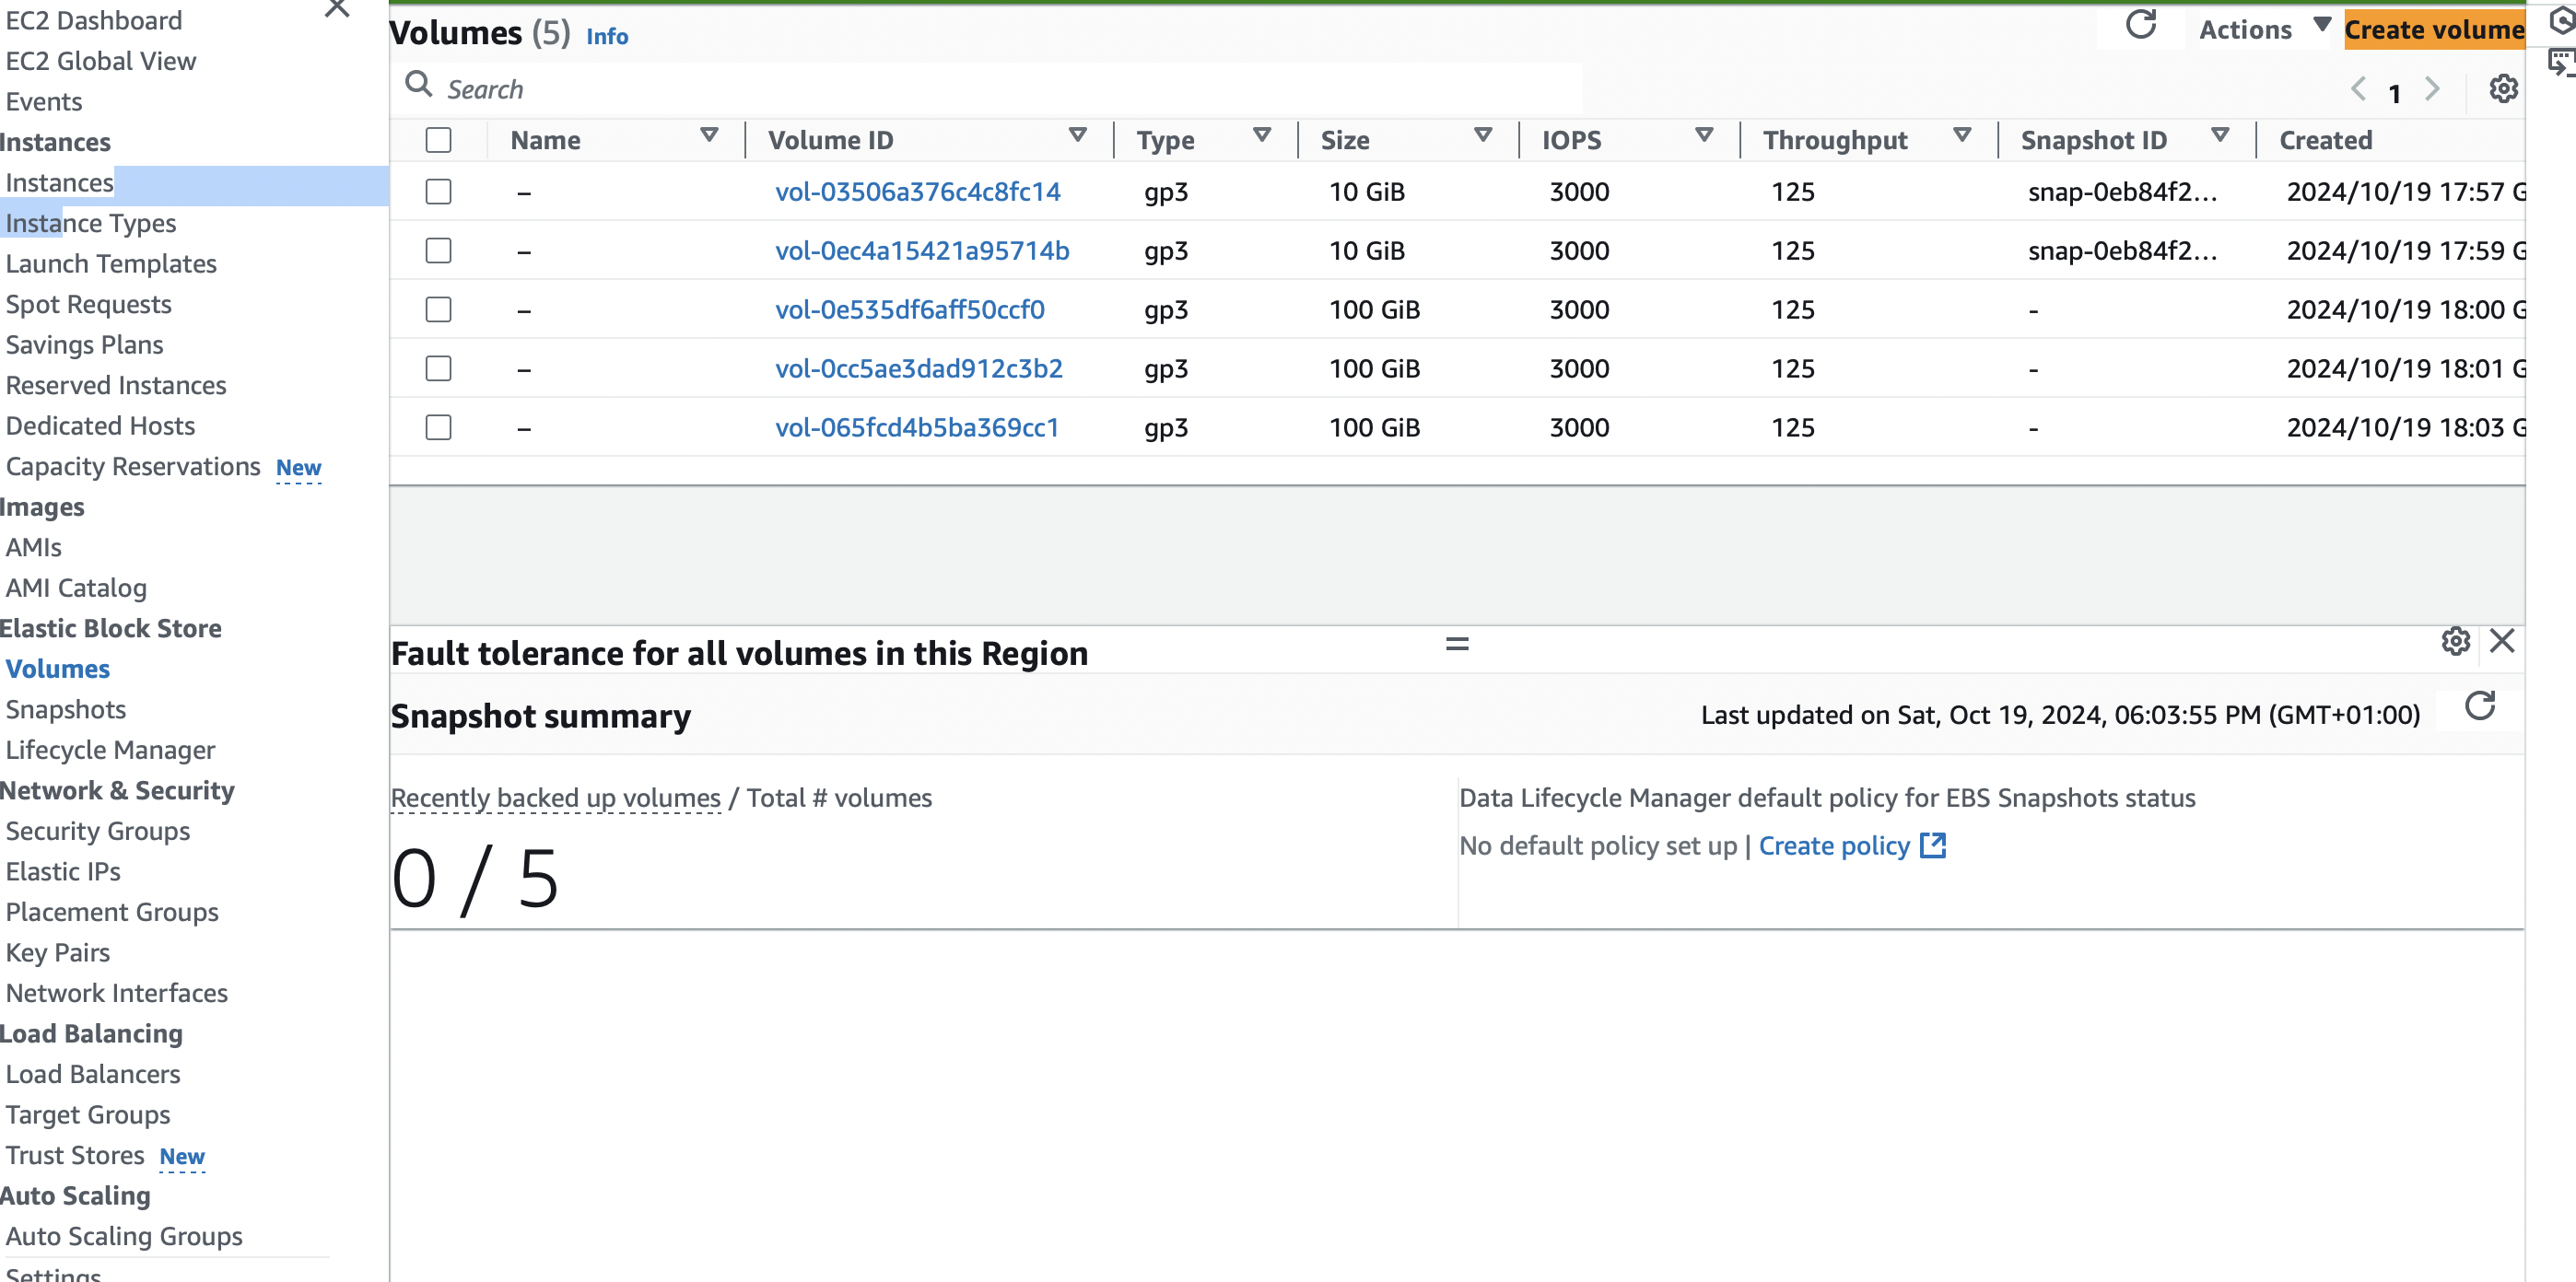 EC2 Dashboard
EC2 Global View
Events
Instances
Instances
Instance Types
Launch Templates
Spot Requests
Savings Plans
Reserved Instances
Dedicated Hosts
Capacity Reservations New
Images
AMIs
AMI Catalog
Elastic Block Store
Volumes
Snapshots
Lifecycle Manager
Network & Security
Security Groups
Elastic IPs
Placement Groups
Key Pairs
Network Interfaces
Load Balancing
Load Balancers
Target Groups
Trust Stores New
Auto Scaling
Auto Scaling Groups
Settings
Volumes (5) Info
Actions
Create volume
Search
1
Name Volume ID Type Size IOPS Throughput Snapshot ID Created
– vol-03506a376c4c8fc14 gp3 10 GiB 3000 125 snap-0eb84f2... 2024/10/19 17:57 G
– vol-0ec4a15421a95714b gp3 10 GiB 3000 125 snap-0eb84f2... 2024/10/19 17:59 G
– vol-0e535df6aff50ccf0 gp3 100 GiB 3000 125 - 2024/10/19 18:00 G
– vol-0cc5ae3dad912c3b2 gp3 100 GiB 3000 125 - 2024/10/19 18:01 G
– vol-065fcd4b5ba369cc1 gp3 100 GiB 3000 125 - 2024/10/19 18:03 G
Fault tolerance for all volumes in this Region
Snapshot summary
Last updated on Sat, Oct 19, 2024, 06:03:55 PM (GMT+01:00)
Recently backed up volumes / Total # volumes
0 / 5
Data Lifecycle Manager default policy for EBS Snapshots status
No default policy set up | Create policy